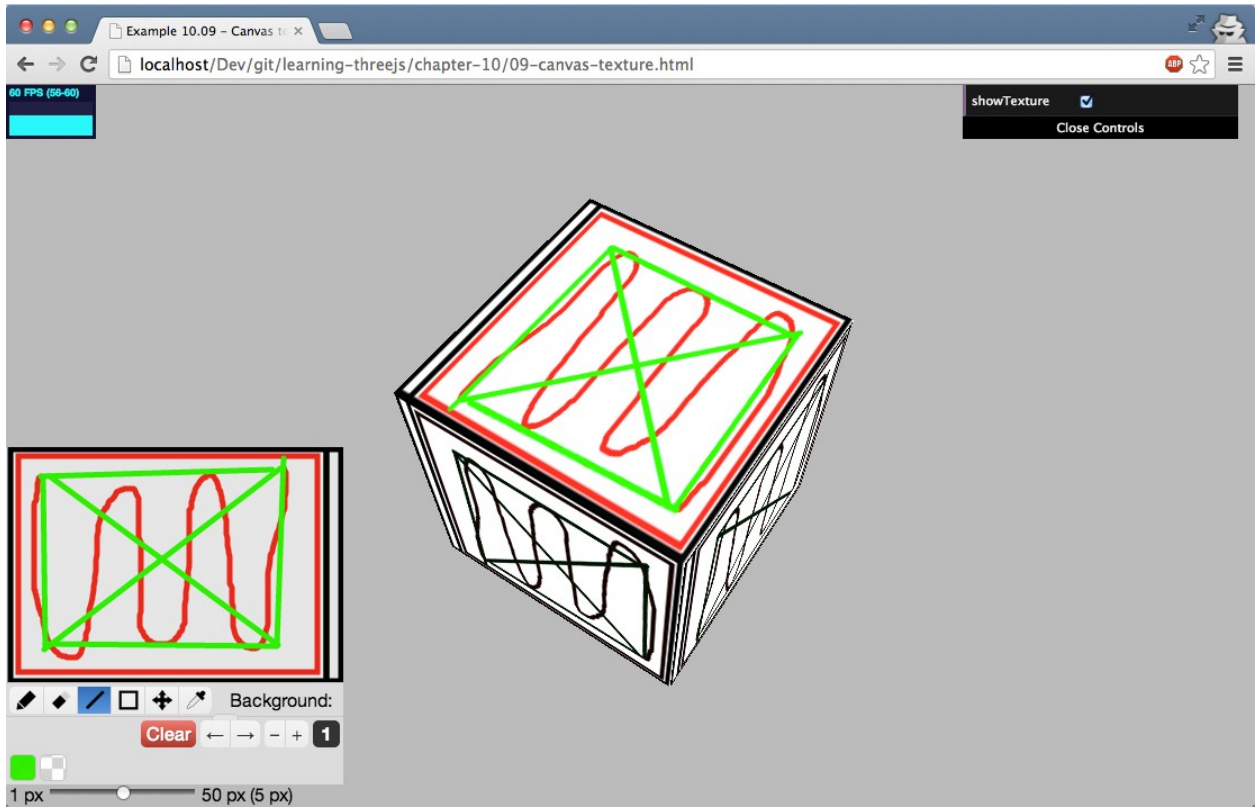 Example 10.09 - Canvas
localhost/Dev/git/learning-threejs/chapter-10/09-canvas-texture.html
ABP
60 FPS (56-60)
showTexture
Close Controls
Background:
Clear ← → − + 1
1 px 50 px (5 px)